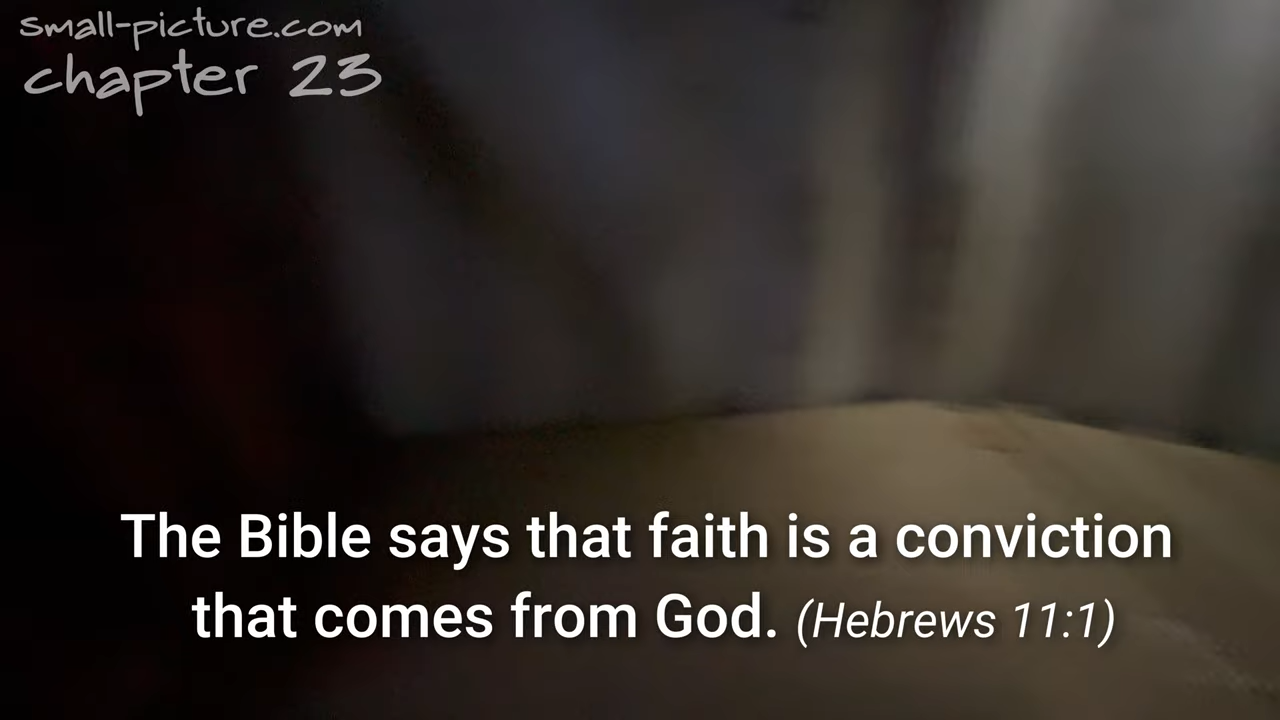 small-picture.com
chapter 23
The Bible says that faith is a conviction
that comes from God. (Hebrews 11:1)